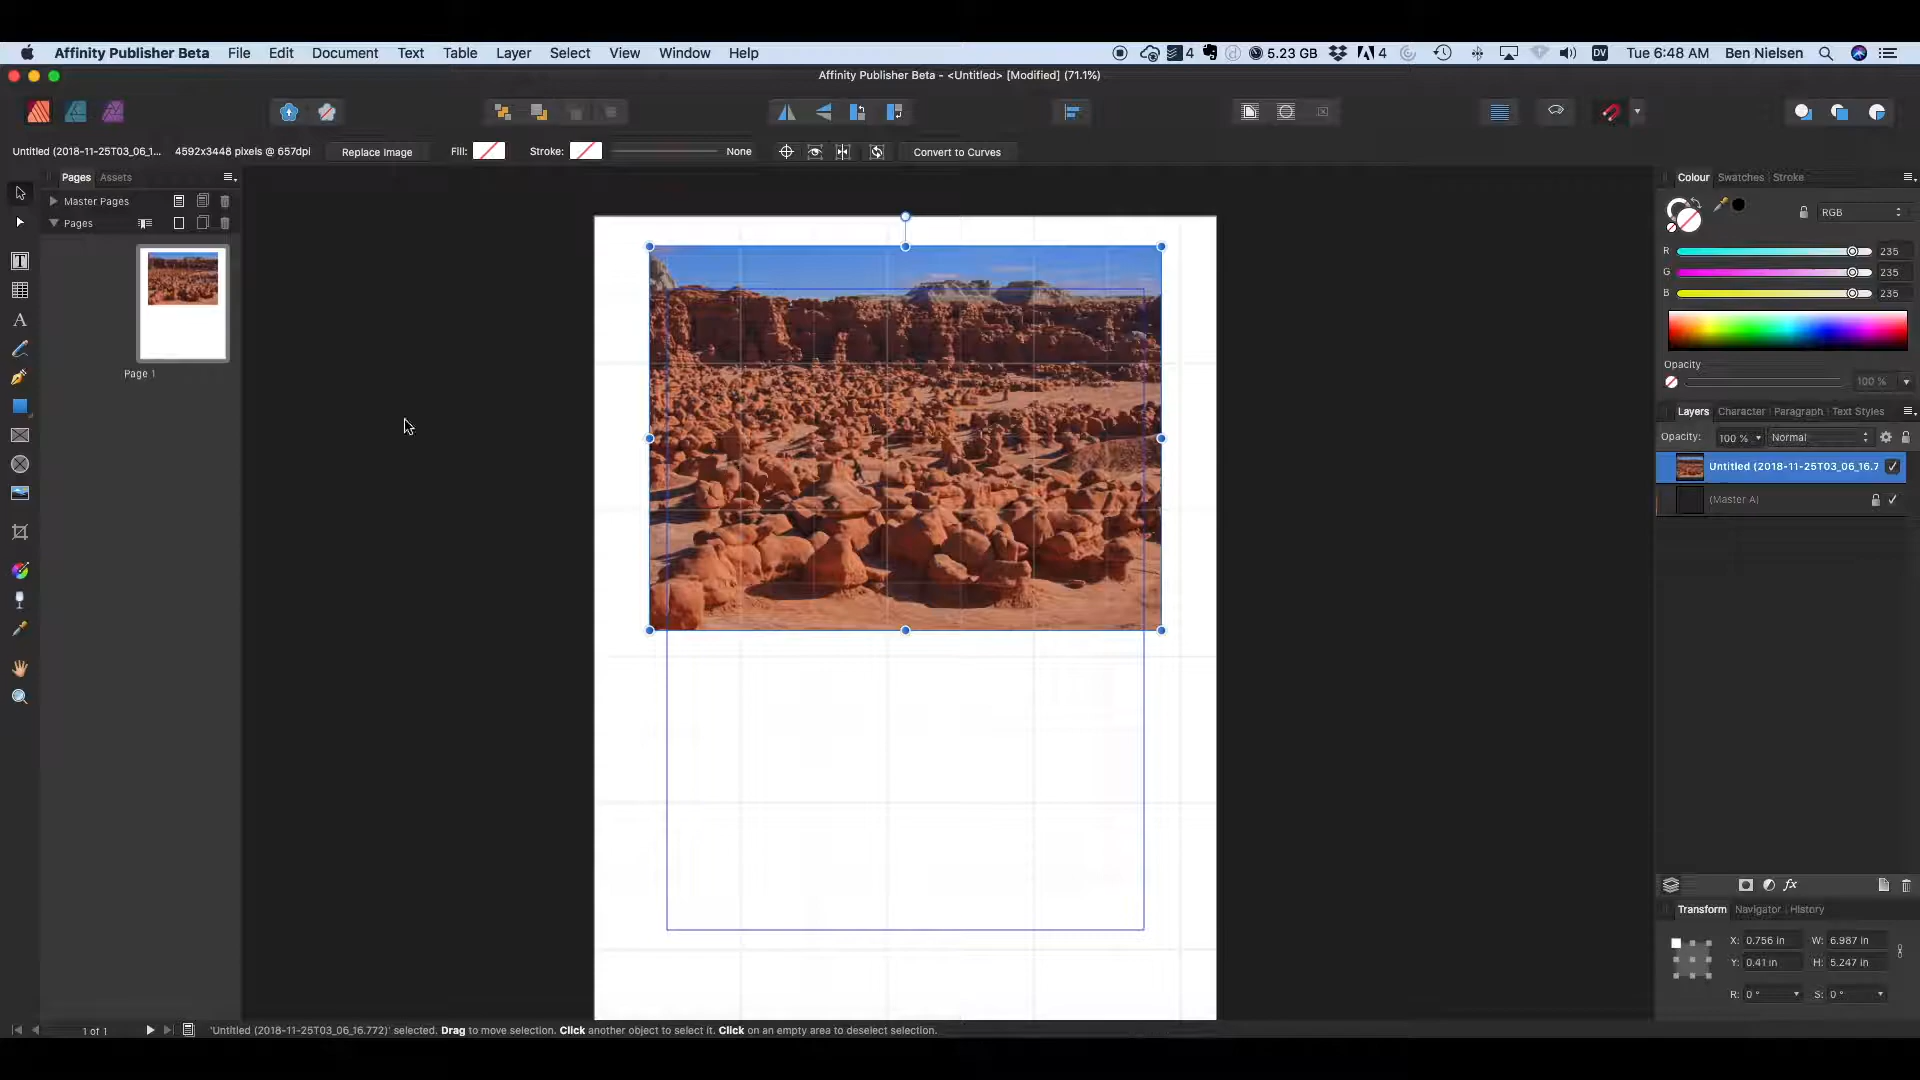 Affinity Publisher Beta File Edit Document Text Table Layer Select View Window Help 4 5.23 GB 4 DV Tue 6:48 AM Ben Nielsen
Affinity Publisher Beta - <Untitled> [Modified] (71.1%)
Untitled (2018-11-25T03_06_1... 4592x3448 pixels @ 657dpi Replace Image Fill: Stroke: None Convert to Curves
Pages Assets
Master Pages
Pages
Page 1
Colour Swatches Stroke
RGB
R 235
G 235
B 235
Opacity
100 %
Layers Character Paragraph Text Styles
Opacity: 100 % Normal
Untitled (2018-11-25T03_06_16.7
(Master A)
fx
Transform Navigator History
X: 0.756 in W: 6.987 in
Y: 0.41 in H: 5.247 in
R: 0 ° S: 0 °
1 of 1 'Untitled (2018-11-25T03_06_16.772)' selected. Drag to move selection. Click another object to select it. Click on an empty area to deselect selection.